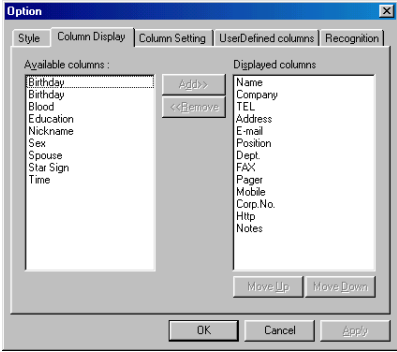 Option
Style Column Display Column Setting UserDefined columns Recognition
Available columns :
Birthday
Birthday
Blood
Education
Nickname
Sex
Spouse
Star Sign
Time
Add>>
<<Remove
Displayed columns
Name
Company
TEL
Address
E-mail
Position
Dept.
FAX
Pager
Mobile
Corp.No.
Http
Notes
Move Up Move Down
OK Cancel Apply